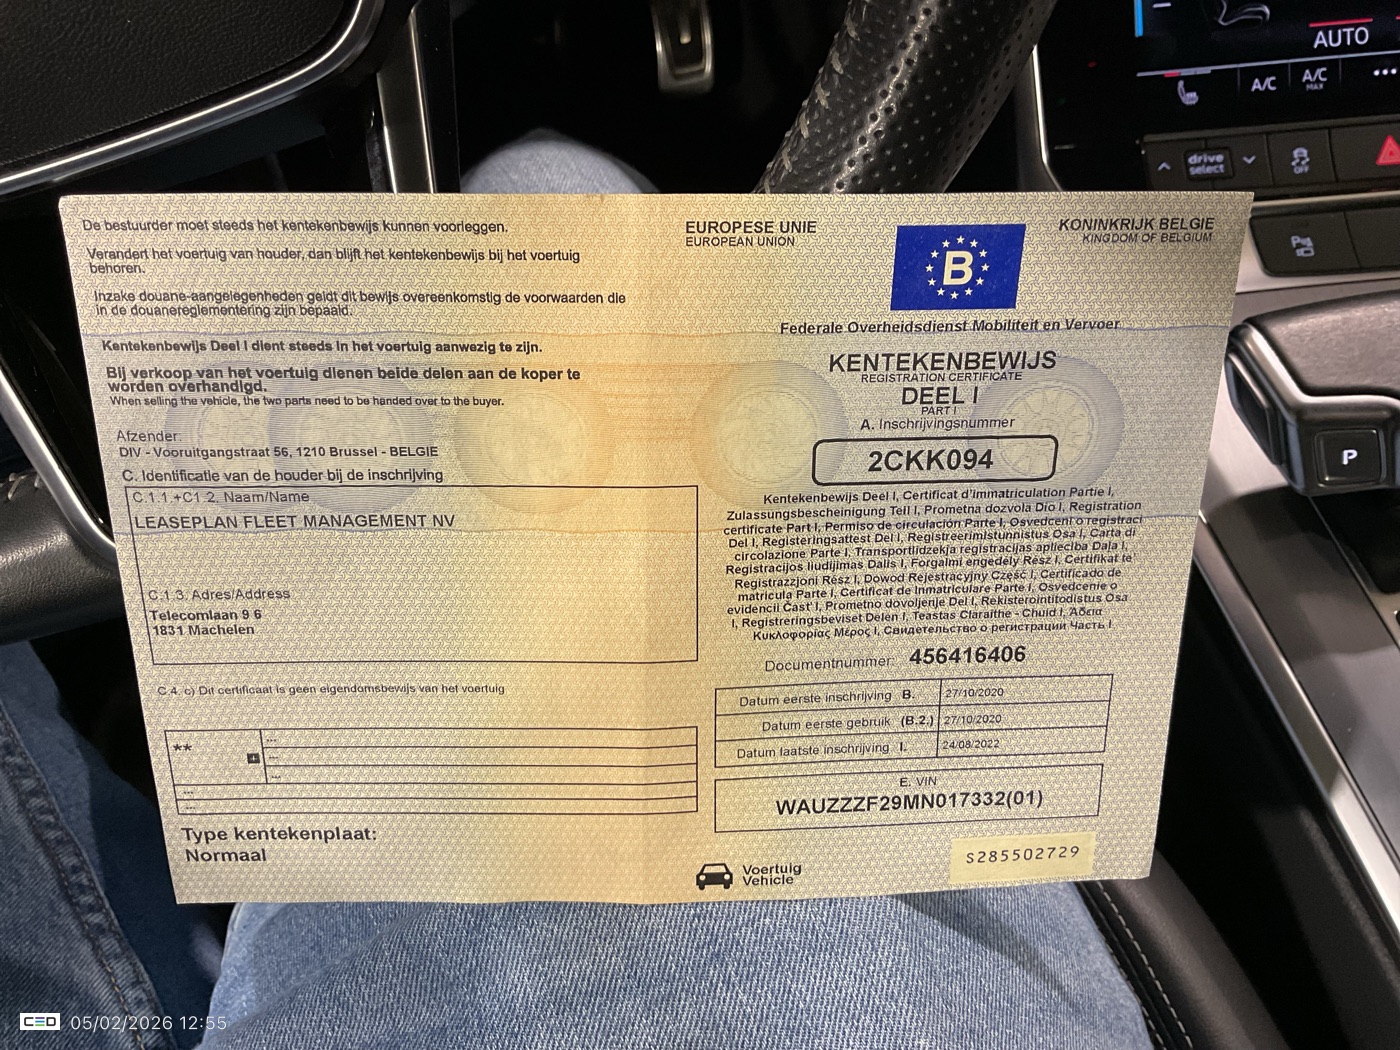 AUTO
A/C
A/C
MAX
drive
select
OFF
P
De bestuurder moet steeds het kentekenbewijs kunnen voorleggen.
Verandert het voertuig van houder, dan blijft het kentekenbewijs bij het voertuig
behoren.
Inzake douane-aangelegenheden geldt dit bewijs overeenkomstig de voorwaarden die
in de douanereglementering zijn bepaald.
Kentekenbewijs Deel I dient steeds in het voertuig aanwezig te zijn.
Bij verkoop van het voertuig dienen beide delen aan de koper te
worden overhandigd.
When selling the vehicle, the two parts need to be handed over to the buyer.
Afzender:
DIV - Vooruitgangstraat 56, 1210 Brussel - BELGIE
C. Identificatie van de houder bij de inschrijving
C.1.1.+C1.2. Naam/Name
LEASEPLAN FLEET MANAGEMENT NV
C.1.3. Adres/Address
Telecomlaan 9 6
1831 Machelen
C.4. c) Dit certificaat is geen eigendomsbewijs van het voertuig
**
---
---
---
---
---
Type kentekenplaat:
Normaal
EUROPESE UNIE
EUROPEAN UNION
B
KONINKRIJK BELGIE
KINGDOM OF BELGIUM
Federale Overheidsdienst Mobiliteit en Vervoer
KENTEKENBEWIJS
REGISTRATION CERTIFICATE
DEEL I
PART I
A. Inschrijvingsnummer
2CKK094
Kentekenbewijs Deel I, Certificat d'immatriculation Partie I,
Zulassungsbescheinigung Teil I, Prometna dozvola Dio I, Registration
certificate Part I, Permiso de circulación Parte I, Osvedcení o registraci
Del I, Registeringsattest Del I, Registreerimistunnistus Osa I, Carta di
circolazione Parte I, Transportlidzekja registracijas aplieciba Dala I,
Registracijos liudijimas Dalis I, Forgalmi engedély Rész I, Certifikat ta'
Registrazzjoni Rész I, Dowod Rejestracyjny Część I, Certificado de
matricula Parte I, Certificat de Inmatriculare Parte I, Osvedcenie o
evidencii Časť I, Prometno dovoljenje Del I, Rekisterointitodistus Osa
I, Registreringsbeviset Delen I, Teastas Claraithe - Chuid I, Άδεια
Κυκλοφορίας Μέρος I, Свидетельство о регистрации Часть I
Documentnummer: 456416406
Datum eerste inschrijving B. 27/10/2020
Datum eerste gebruik (B.2.) 27/10/2020
Datum laatste inschrijving I. 24/08/2022
E. VIN
WAUZZZF29MN017332(01)
Voertuig
Vehicle
S285502729
CED 05/02/2026 12:55